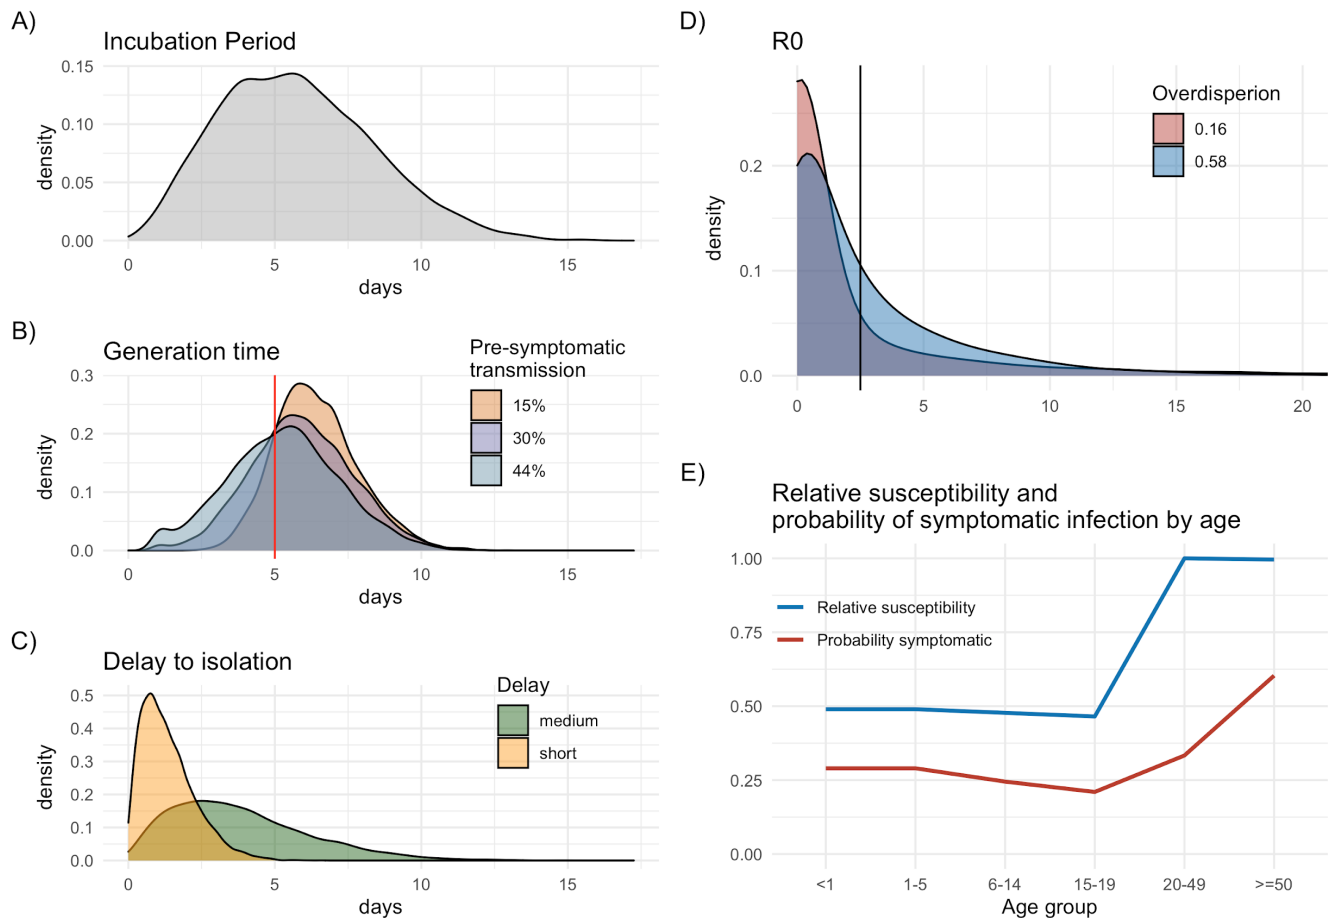 A)
Incubation Period
0.15
0.10
0.05
0.00
density
0
5
10
15
days
B)
Generation time
Pre-symptomatic
transmission
15%
30%
44%
0.3
0.2
0.1
0.0
density
0
5
10
15
days
C)
Delay to isolation
Delay
medium
short
0.5
0.4
0.3
0.2
0.1
0.0
density
0
5
10
15
days
D)
R0
Overdisperion
0.16
0.58
0.2
0.1
0.0
density
0
5
10
15
20
E)
Relative susceptibility and
probability of symptomatic infection by age
1.00
0.75
0.50
0.25
0.00
Relative susceptibility
Probability symptomatic
<1
1-5
6-14
15-19
20-49
>=50
Age group